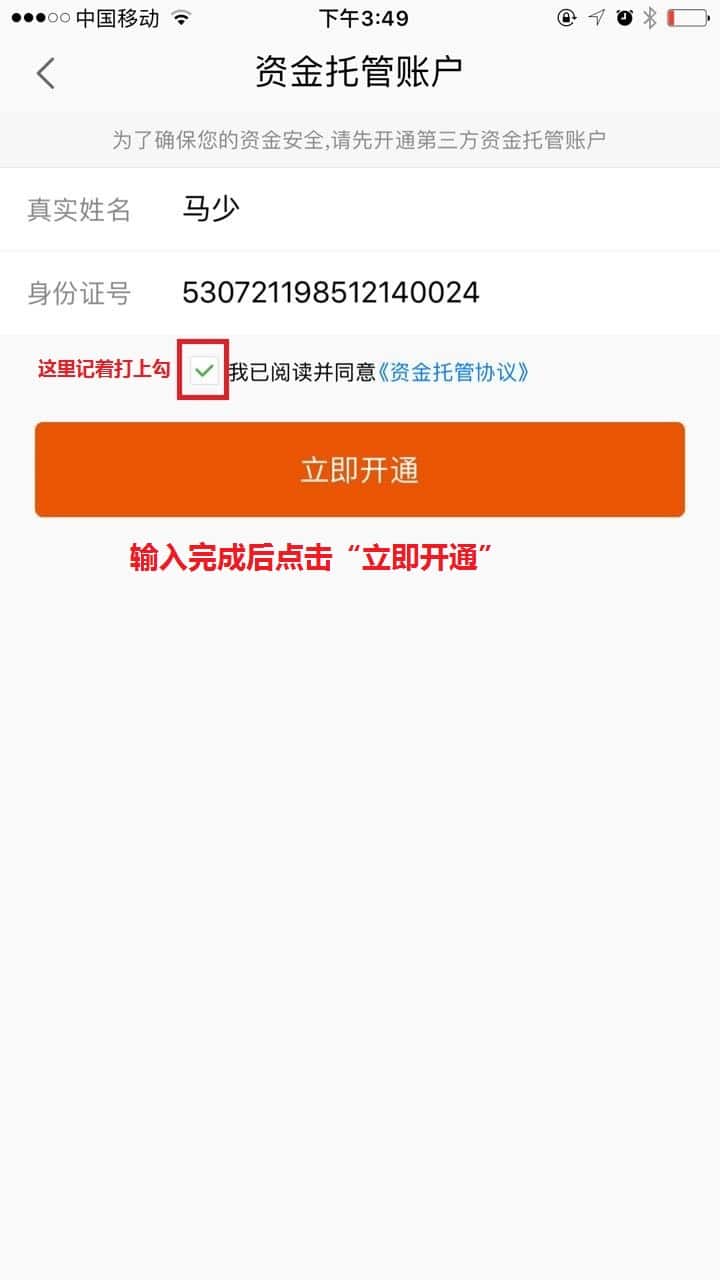 中国移动 下午3:49
资金托管账户
为了确保您的资金安全,请先开通第三方资金托管账户
真实姓名 马少
身份证号 530721198512140024
这里记着打上勾 我已阅读并同意《资金托管协议》
立即开通
输入完成后点击“立即开通”